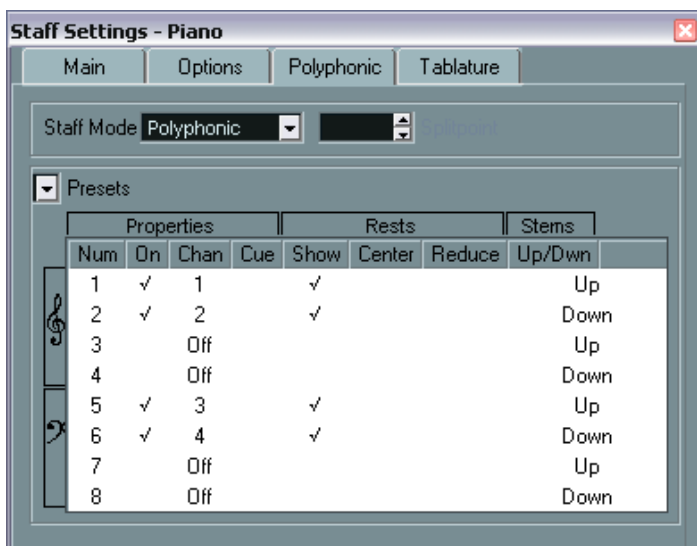 Staff Settings - Piano
Main Options Polyphonic Tablature
Staff Mode Polyphonic Splitpoint
Presets
Properties Rests Stems
Num On Chan Cue Show Center Reduce Up/Dwn
1 √ 1 √ Up
2 √ 2 √ Down
3 Off Up
4 Off Down
5 √ 3 √ Up
6 √ 4 √ Down
7 Off Up
8 Off Down